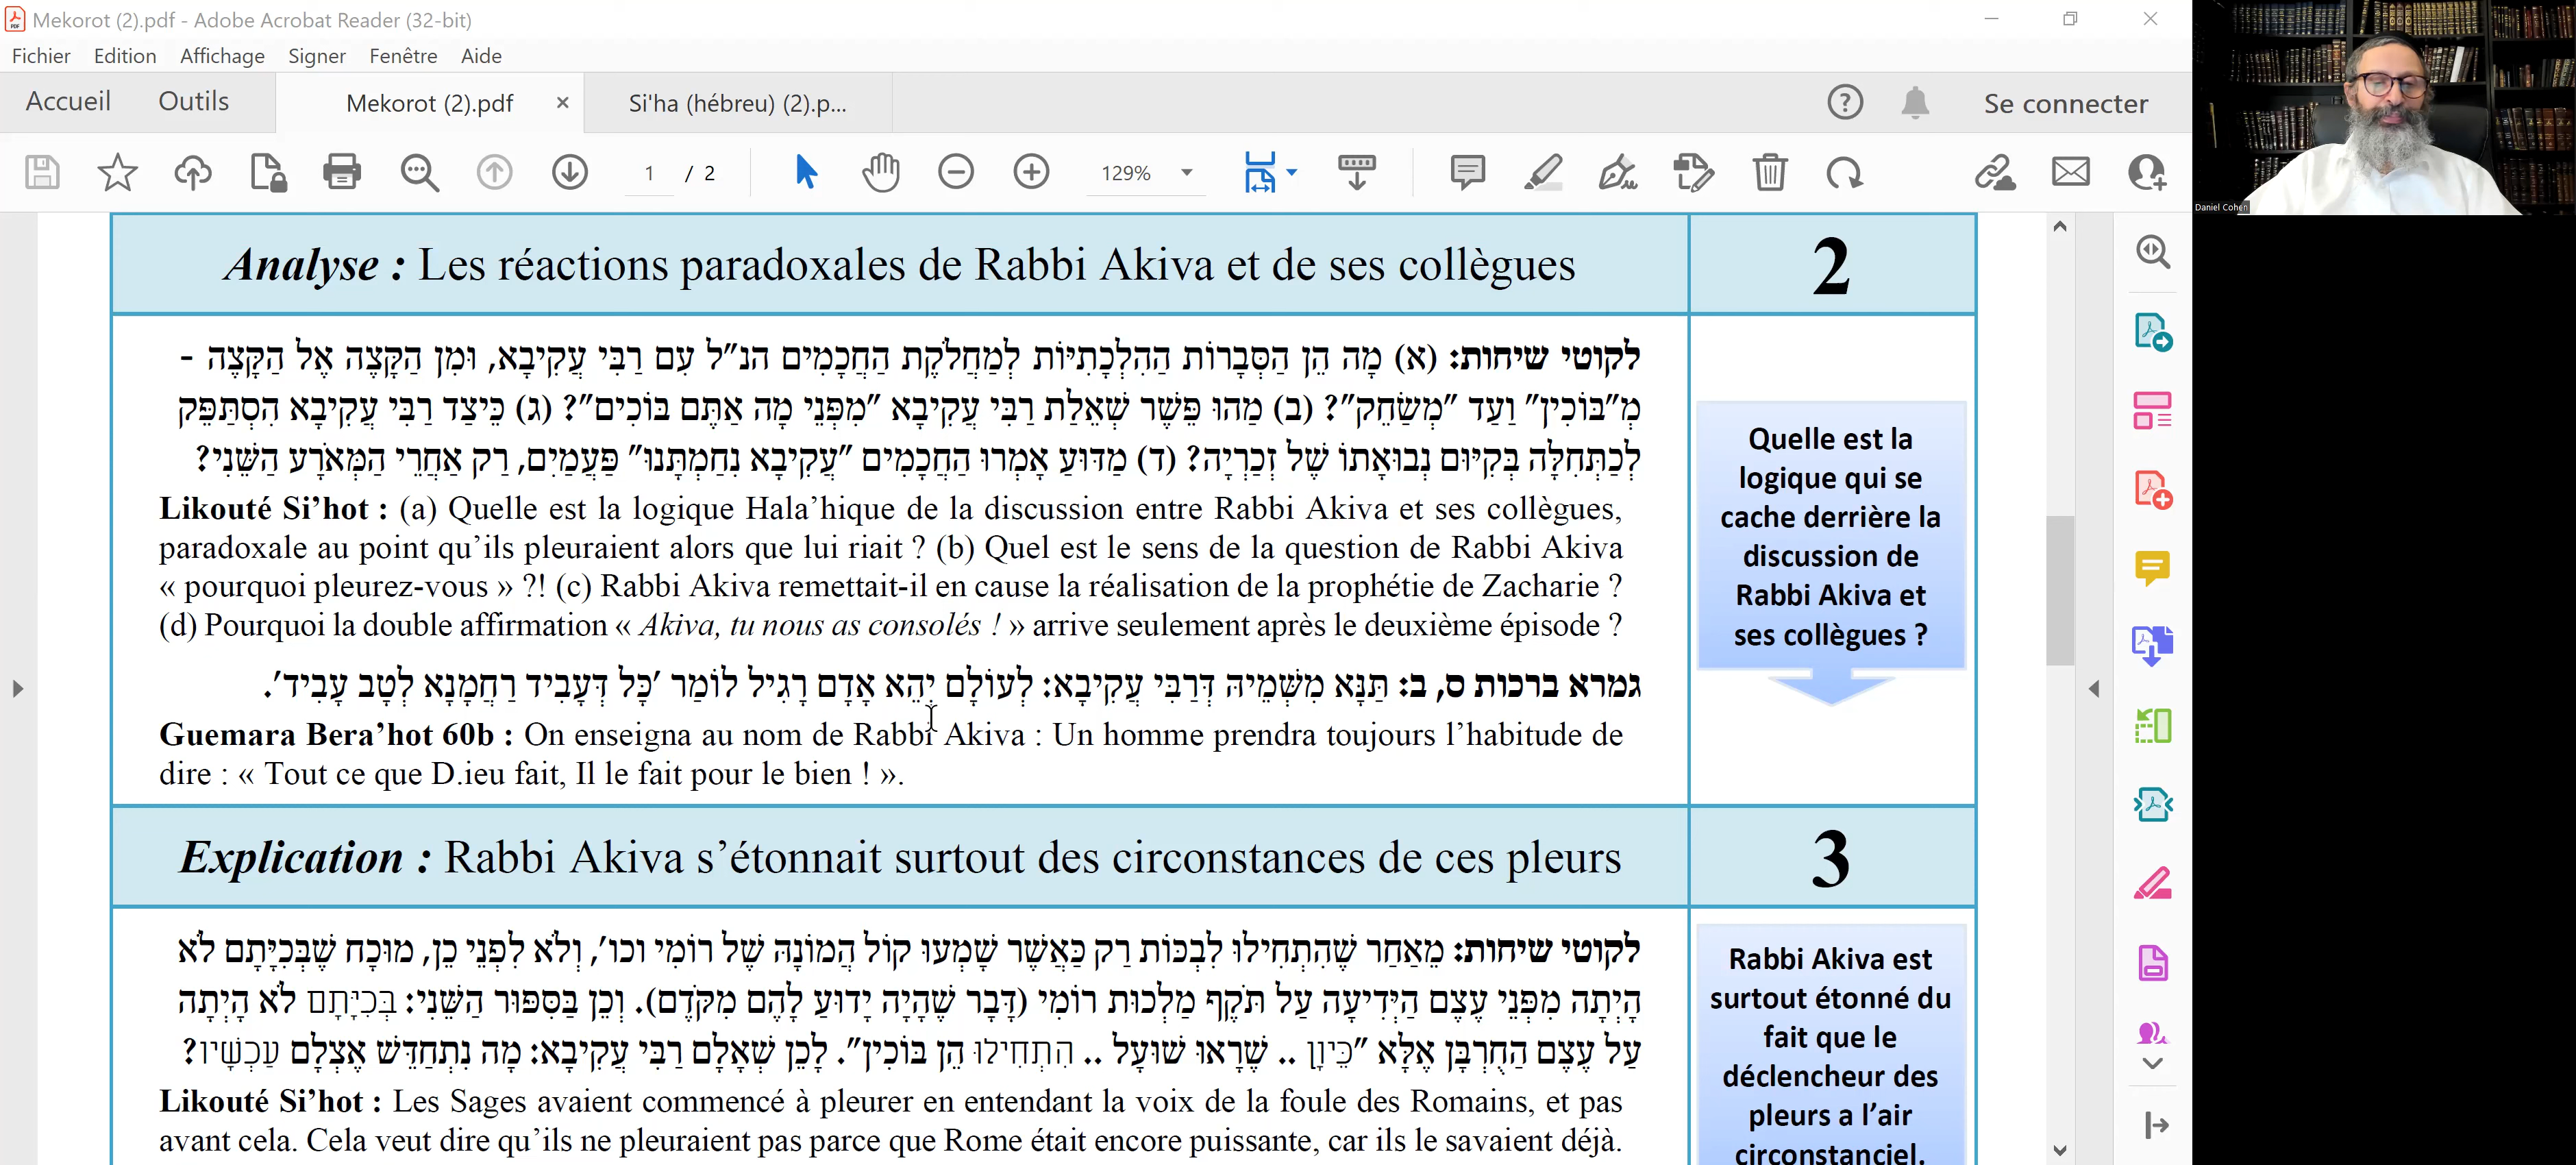 Mekorot (2).pdf - Adobe Acrobat Reader (32-bit)
Fichier Edition Affichage Signer Fenêtre Aide
Accueil Outils Mekorot (2).pdf × Si'ha (hébreu) (2).p... Se connecter
1 / 2 129%
Daniel Cohen
Analyse : Les réactions paradoxales de Rabbi Akiva et de ses collègues
2
לקוטי שיחות: (א) מָה הֵן הַסְּבָרוֹת הַהִלְכָתִיּוֹת לְמַחֲלֹקֶת הַחֲכָמִים הנ"ל עִם רַבִּי עֲקִיבָא, וּמִן הַקָּצֶה אֶל הַקָּצֶה -
מְ"בּוֹכִין" וַעַד "מְשַׂחֵק"? (ב) מַהוּ פֵּשֶׁר שְׁאֵלַת רַבִּי עֲקִיבָא "מִפְּנֵי מָה אַתֶּם בּוֹכִים"? (ג) כֵּיצַד רַבִּי עֲקִיבָא הִסְתַּפֵּק
לְכַתְּחִלָּה בְּקִיּוּם נְבוּאָתוֹ שֶׁל זְכַרְיָה? (ד) מַדּוּעַ אָמְרוּ הַחֲכָמִים "עֲקִיבָא נִחַמְתָּנוּ" פַּעֲמַיִם, רַק אַחֲרֵי הַמְּאֹרָע הַשֵּׁנִי?
Likouté Si’hot : (a) Quelle est la logique Hala’hique de la discussion entre Rabbi Akiva et ses collègues,
paradoxale au point qu’ils pleuraient alors que lui riait ? (b) Quel est le sens de la question de Rabbi Akiva
« pourquoi pleurez-vous » ?! (c) Rabbi Akiva remettait-il en cause la réalisation de la prophétie de Zacharie ?
(d) Pourquoi la double affirmation « Akiva, tu nous as consolés ! » arrive seulement après le deuxième épisode ?
גמרא ברכות ס, ב: תַּנָּא מִשְּׁמֵיהּ דְּרַבִּי עֲקִיבָא: לְעוֹלָם יְהֵא אָדָם רָגִיל לוֹמַר 'כָּל דְּעָבִיד רַחֲמָנָא לְטָב עָבִיד'.
Guemara Bera’hot 60b : On enseigna au nom de Rabbi Akiva : Un homme prendra toujours l’habitude de
dire : « Tout ce que D.ieu fait, Il le fait pour le bien ! ».
Quelle est la
logique qui se
cache derrière la
discussion de
Rabbi Akiva et
ses collègues ?
Explication : Rabbi Akiva s’étonnait surtout des circonstances de ces pleurs
3
לקוטי שיחות: מֵאַחַר שֶׁהִתְחִילוּ לִבְכּוֹת רַק כַּאֲשֶׁר שָׁמְעוּ קוֹל הֲמוֹנָהּ שֶׁל רוֹמִי וכו', וְלֹא לִפְנֵי כֵן, מוּכָח שֶׁבְּכִיָּתָם לֹא
הָיְתָה מִפְּנֵי עֶצֶם הַיְדִיעָה עַל תֹּקֶף מַלְכוּת רוֹמִי (דָּבָר שֶׁהָיָה יָדוּעַ לָהֶם מִקֹּדֶם). וְכֵן בַּסִּפּוּר הַשֵּׁנִי: בְּכִיָּתָם לֹא הָיְתָה
עַל עֶצֶם הַחֻרְבָּן אֶלָּא "כֵּיוָן .. שֶׁרָאוּ שׁוּעָל .. הִתְחִילוּ הֵן בּוֹכִין". לָכֵן שְׁאָלָם רַבִּי עֲקִיבָא: מָה נִתְחַדֵּשׁ אֶצְלָם עַכְשָׁיו?
Likouté Si’hot : Les Sages avaient commencé à pleurer en entendant la voix de la foule des Romains, et pas
avant cela. Cela veut dire qu’ils ne pleuraient pas parce que Rome était encore puissante, car ils le savaient déjà.
Rabbi Akiva est
surtout étonné du
fait que le
déclencheur des
pleurs a l’air
circonstanciel.